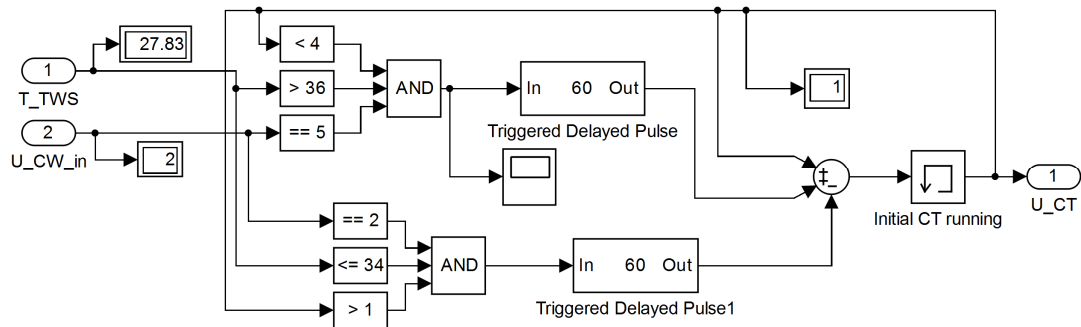 27.83
< 4
1
T_TWS
> 36
AND
In 60 Out
1
Triggered Delayed Pulse
2
U_CW_in
== 5
2
+
+
-
Initial CT running
1
U_CT
== 2
<= 34
AND
In 60 Out
> 1
Triggered Delayed Pulse1